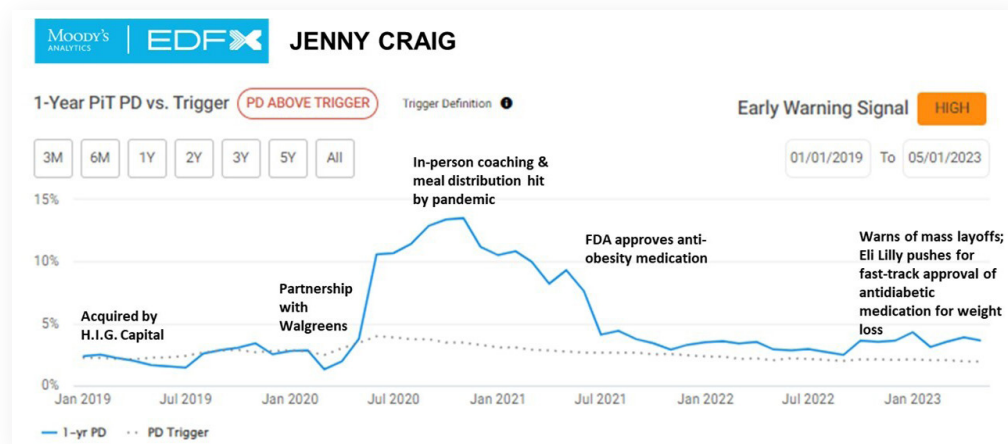 MOODY'S
ANALYTICS
EDFX
JENNY CRAIG
1-Year PiT PD vs. Trigger
PD ABOVE TRIGGER
Trigger Definition
Early Warning Signal
HIGH
3M 6M 1Y 2Y 3Y 5Y All
01/01/2019 To 05/01/2023
In-person coaching &
meal distribution hit
by pandemic
15%
FDA approves anti-
obesity medication
Warns of mass layoffs;
Eli Lilly pushes for
fast-track approval of
antidiabetic
medication for weight
loss
10%
Partnership
with
Walgreens
Acquired by
H.I.G. Capital
5%
0%
Jan 2019 Jul 2019 Jan 2020 Jul 2020 Jan 2021 Jul 2021 Jan 2022 Jul 2022 Jan 2023
1-yr PD PD Trigger